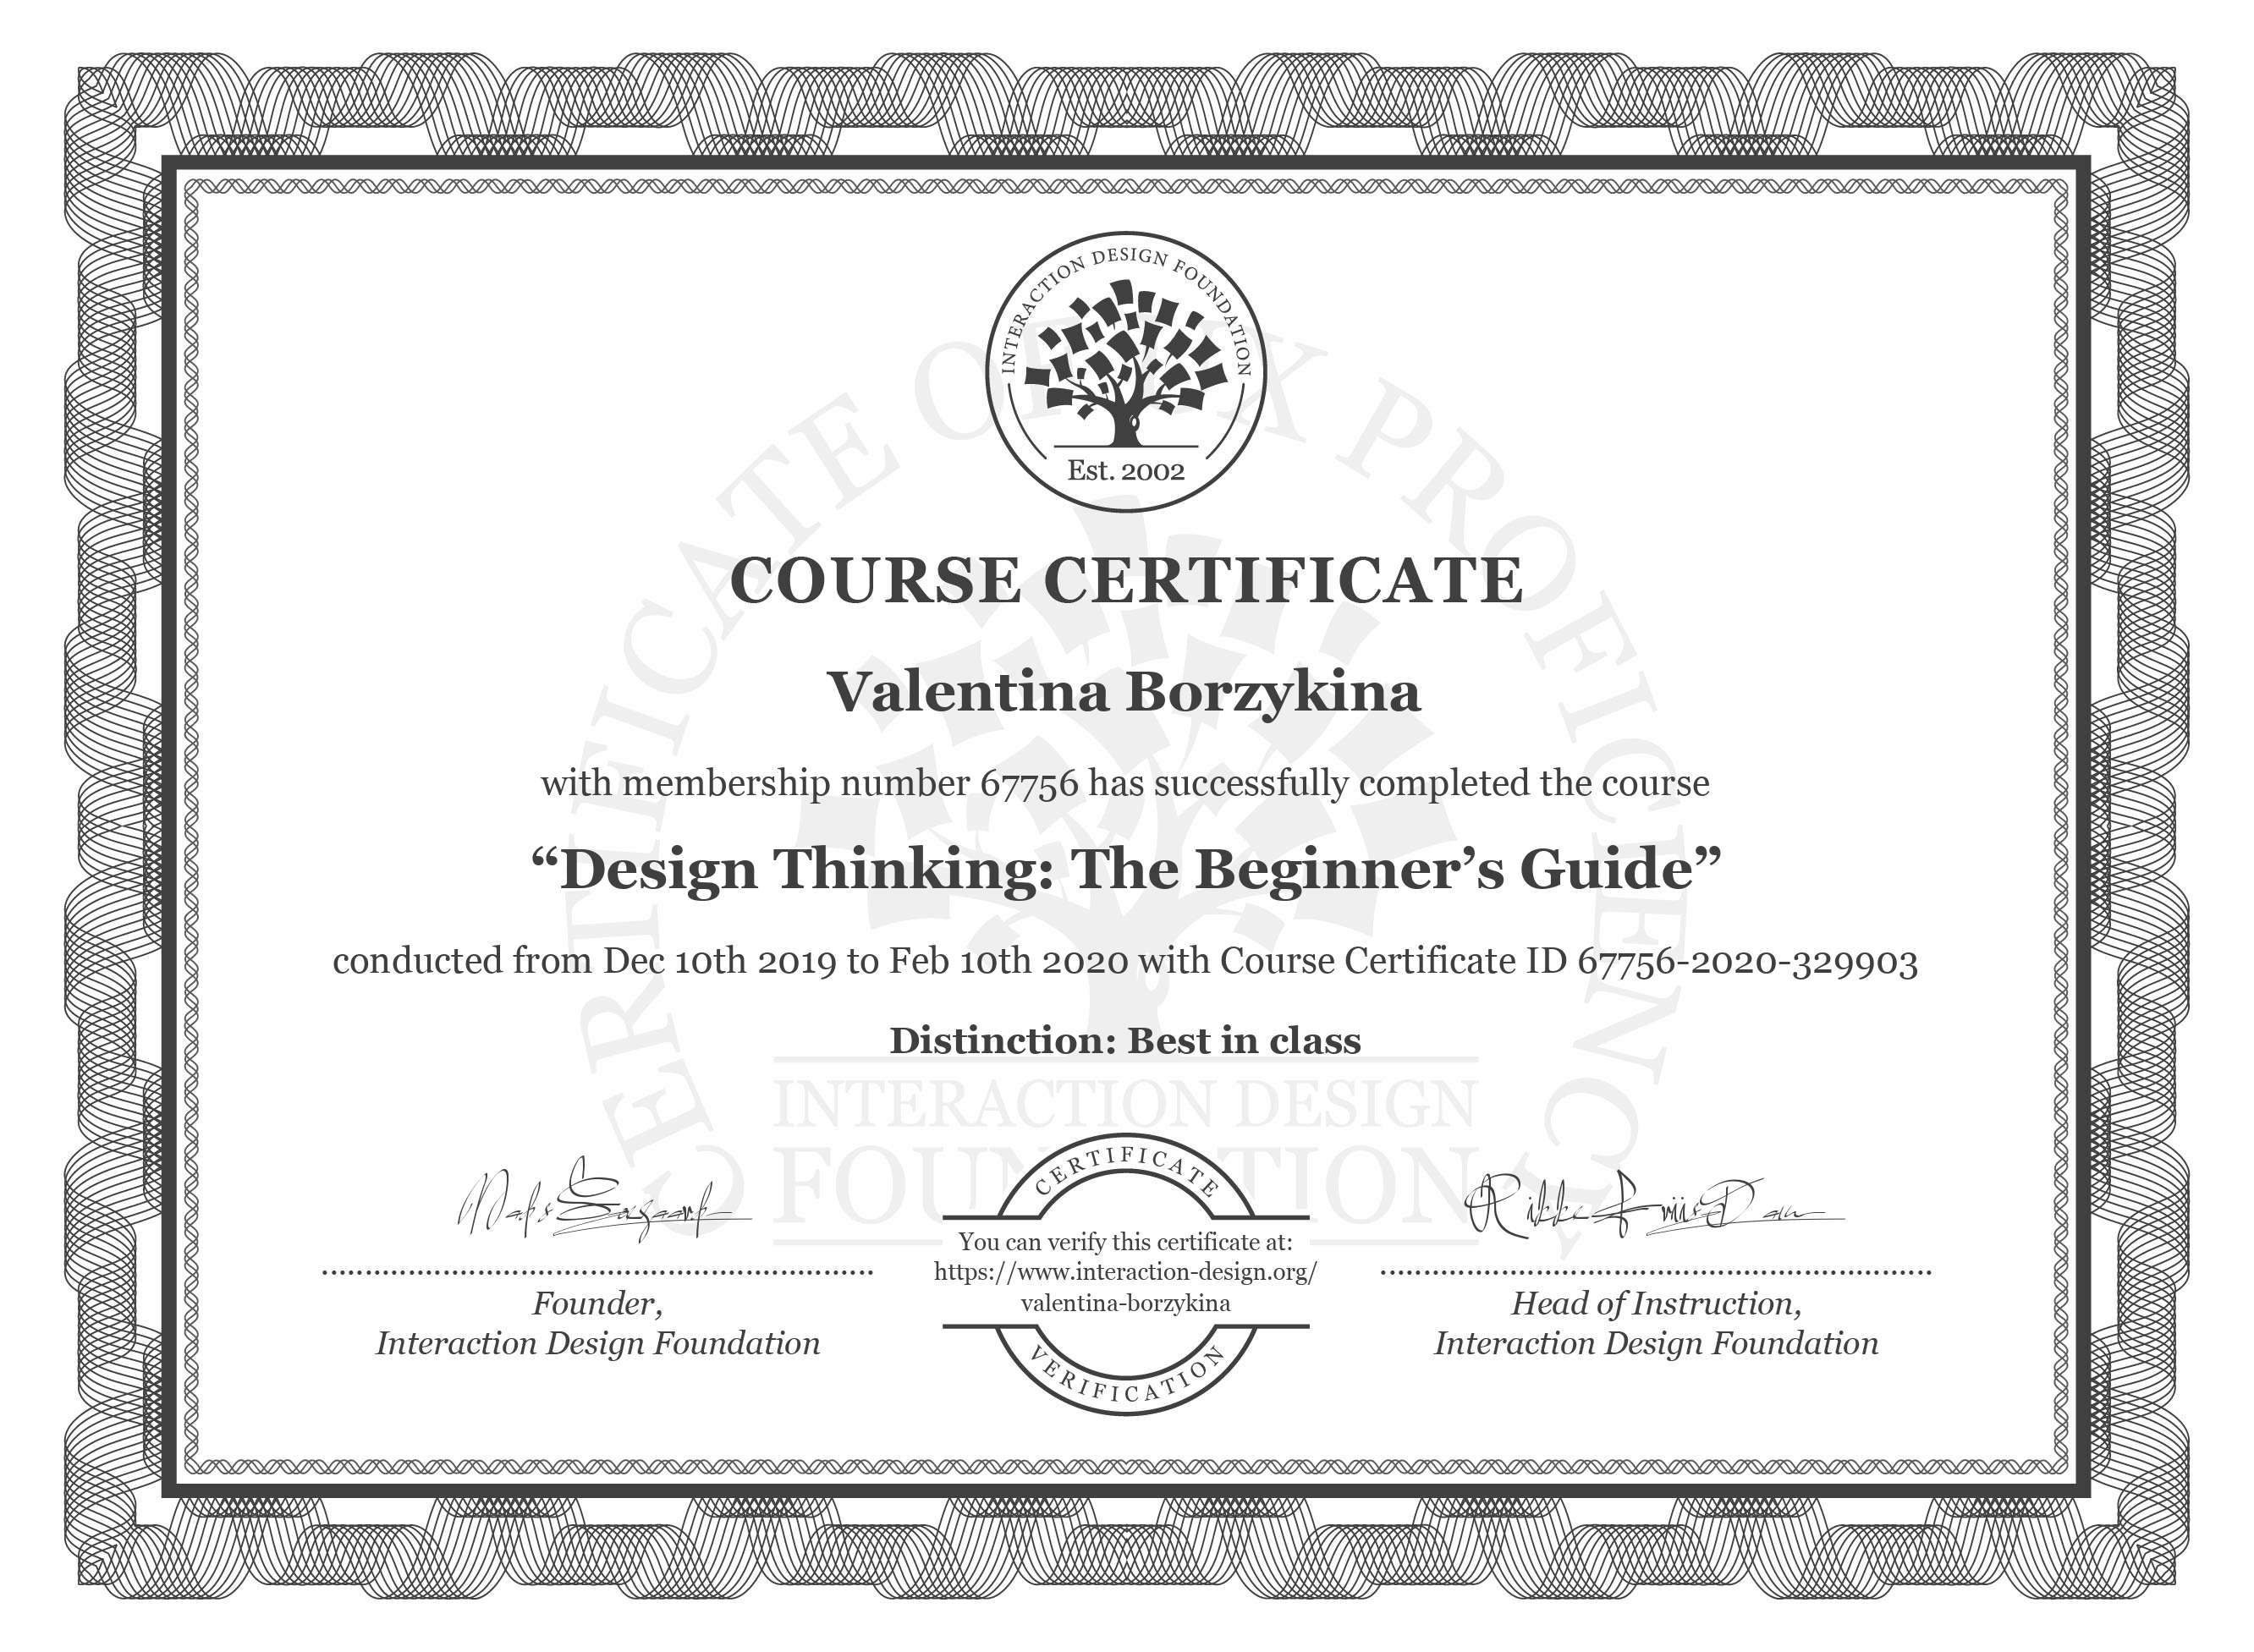 INTERACTION DESIGN FOUNDATION
Est. 2002
CERTIFICATE OF UX PROFICIENCY
COURSE CERTIFICATE
Valentina Borzykina
with membership number 67756 has successfully completed the course
“Design Thinking: The Beginner’s Guide”
conducted from Dec 10th 2019 to Feb 10th 2020 with Course Certificate ID 67756-2020-329903
Distinction: Best in class
INTERACTION DESIGN
FOUNDATION
CERTIFICATE
You can verify this certificate at:
https://www.interaction-design.org/
valentina-borzykina
VERIFICATION
Founder,
Interaction Design Foundation
Rikke Friis Dam
Head of Instruction,
Interaction Design Foundation